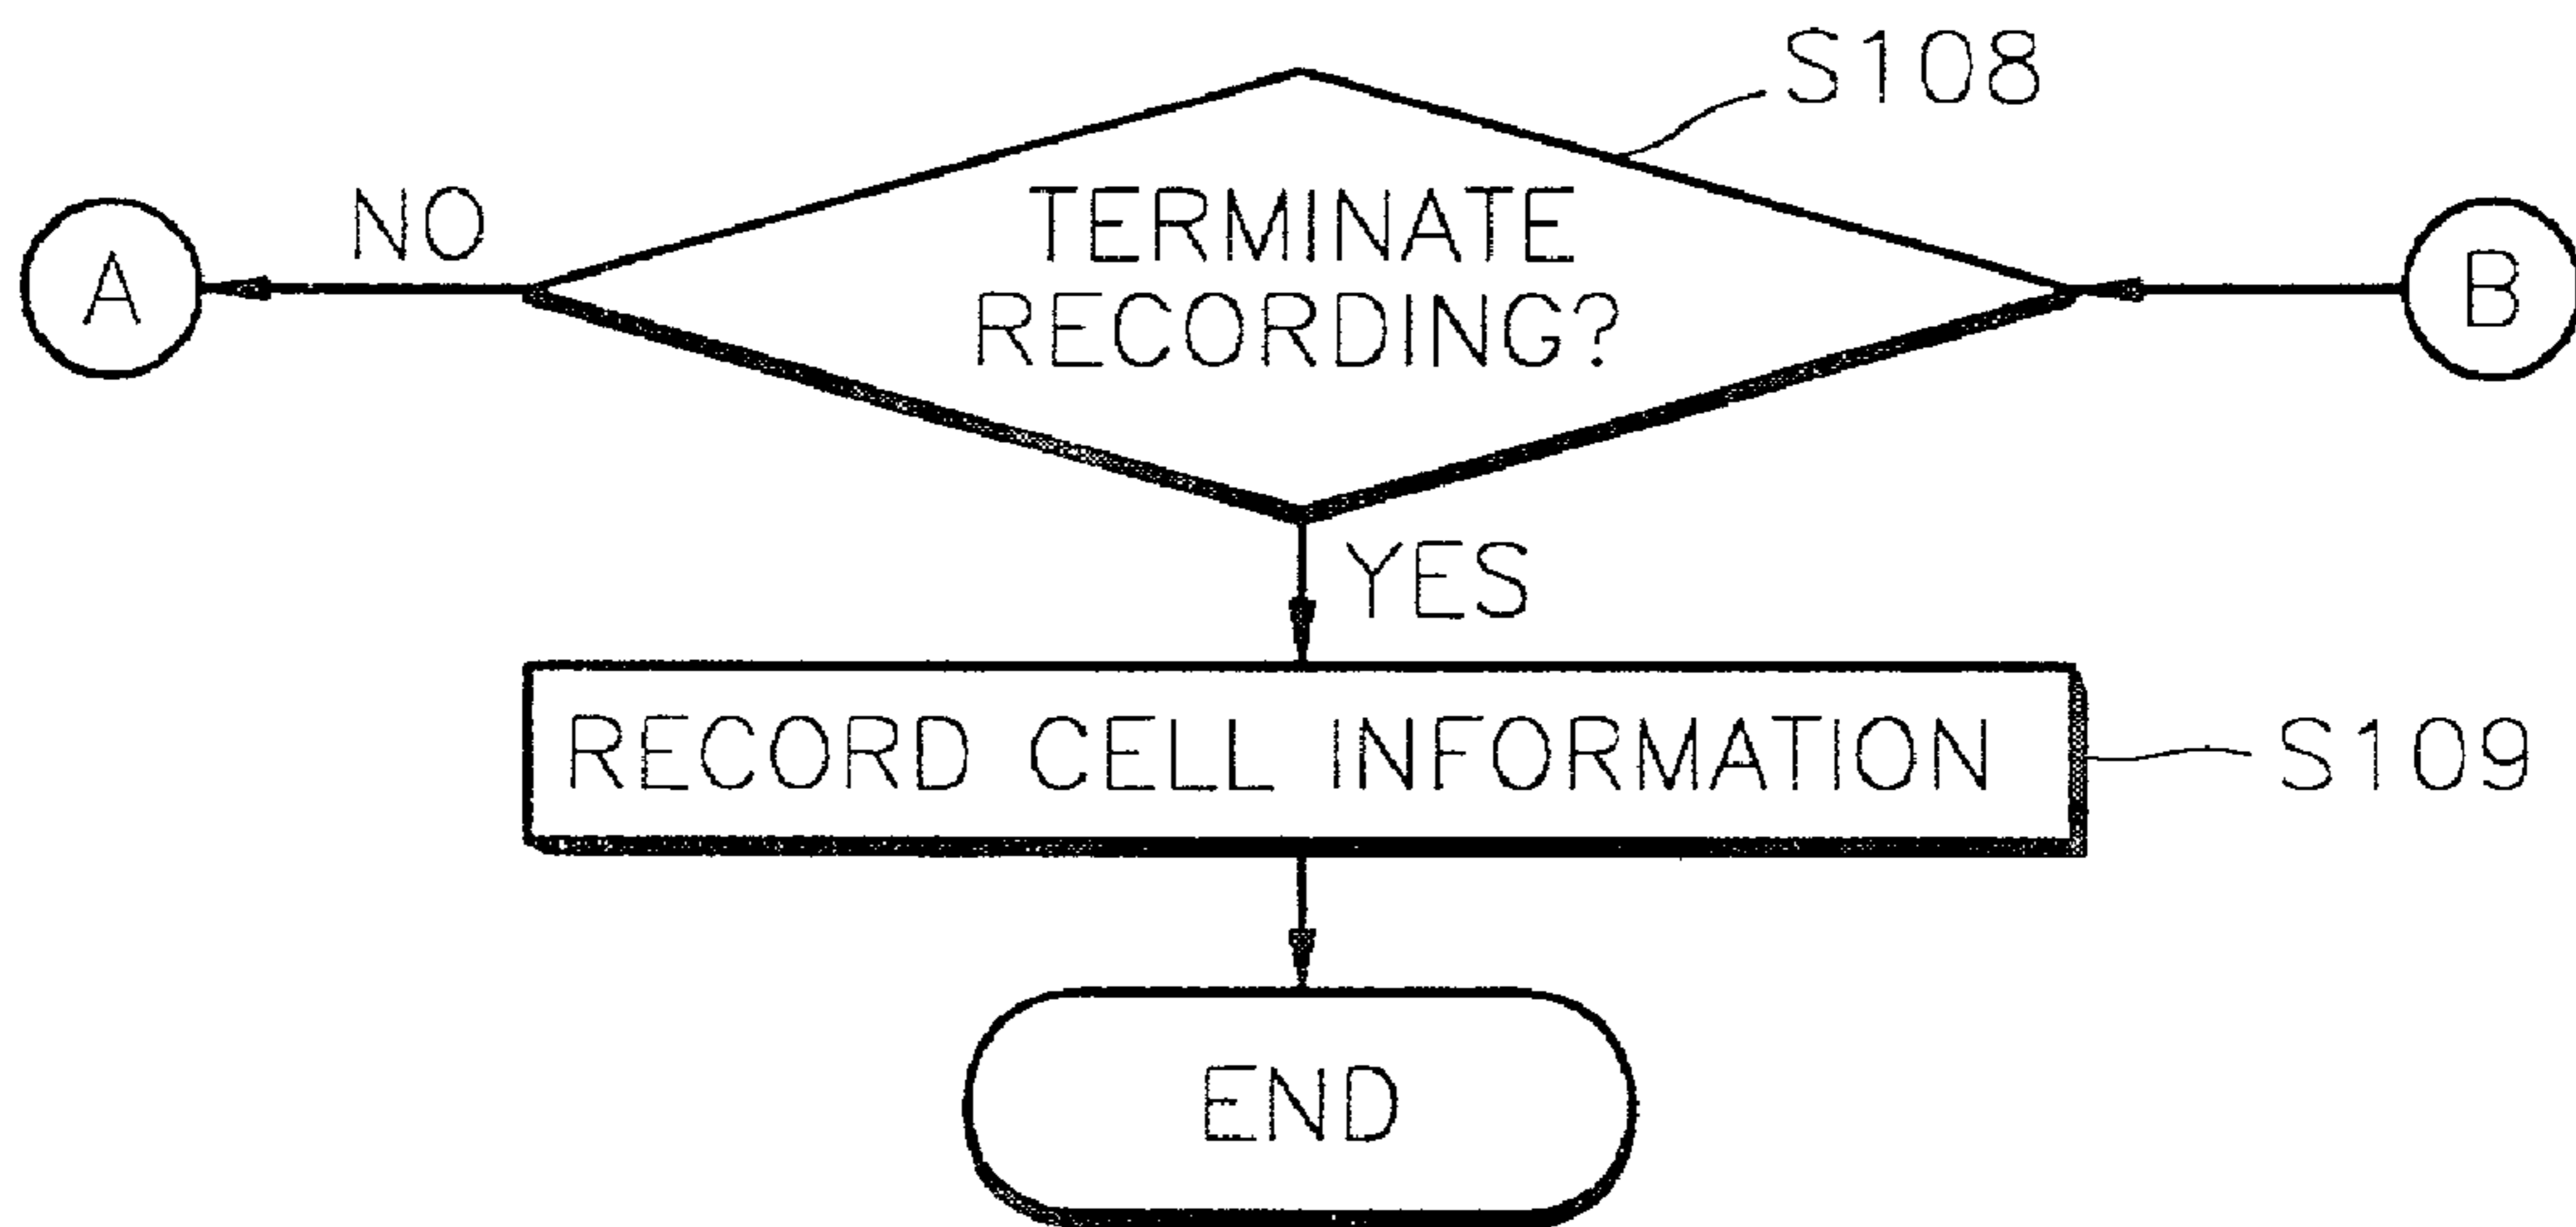 S108
NO
TERMINATE
RECORDING?
A
B
YES
RECORD CELL INFORMATION
S109
END